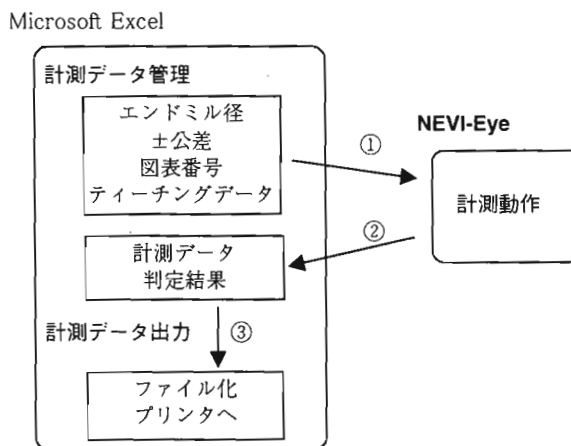 Microsoft Excel
計測データ管理
エンドミル径
±公差
図表番号
ティーチングデータ
①
NEVI-Eye
計測動作
②
計測データ
判定結果
計測データ出力
③
ファイル化
プリンタへ